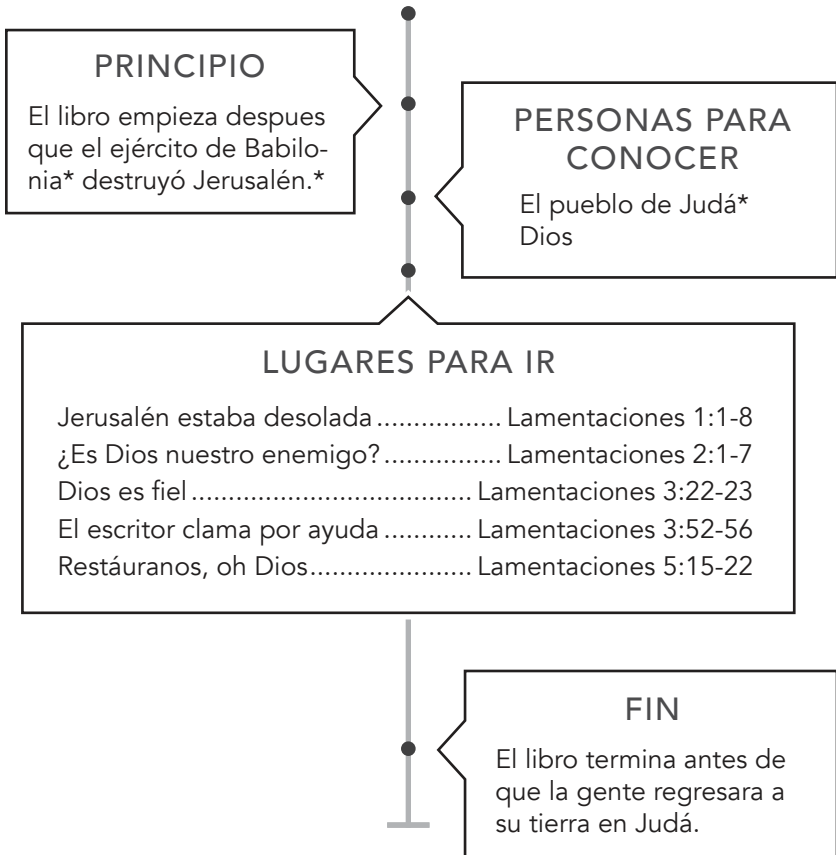 PRINCIPIO
El libro empieza despues
que el ejército de Babilo-
nia* destruyó Jerusalén.*
PERSONAS PARA
CONOCER
El pueblo de Judá*
Dios
LUGARES PARA IR
Jerusalén estaba desolada................. Lamentaciones 1:1-8
¿Es Dios nuestro enemigo?................ Lamentaciones 2:1-7
Dios es fiel...................................... Lamentaciones 3:22-23
El escritor clama por ayuda............ Lamentaciones 3:52-56
Restáuranos, oh Dios...................... Lamentaciones 5:15-22
FIN
El libro termina antes de
que la gente regresara a
su tierra en Judá.